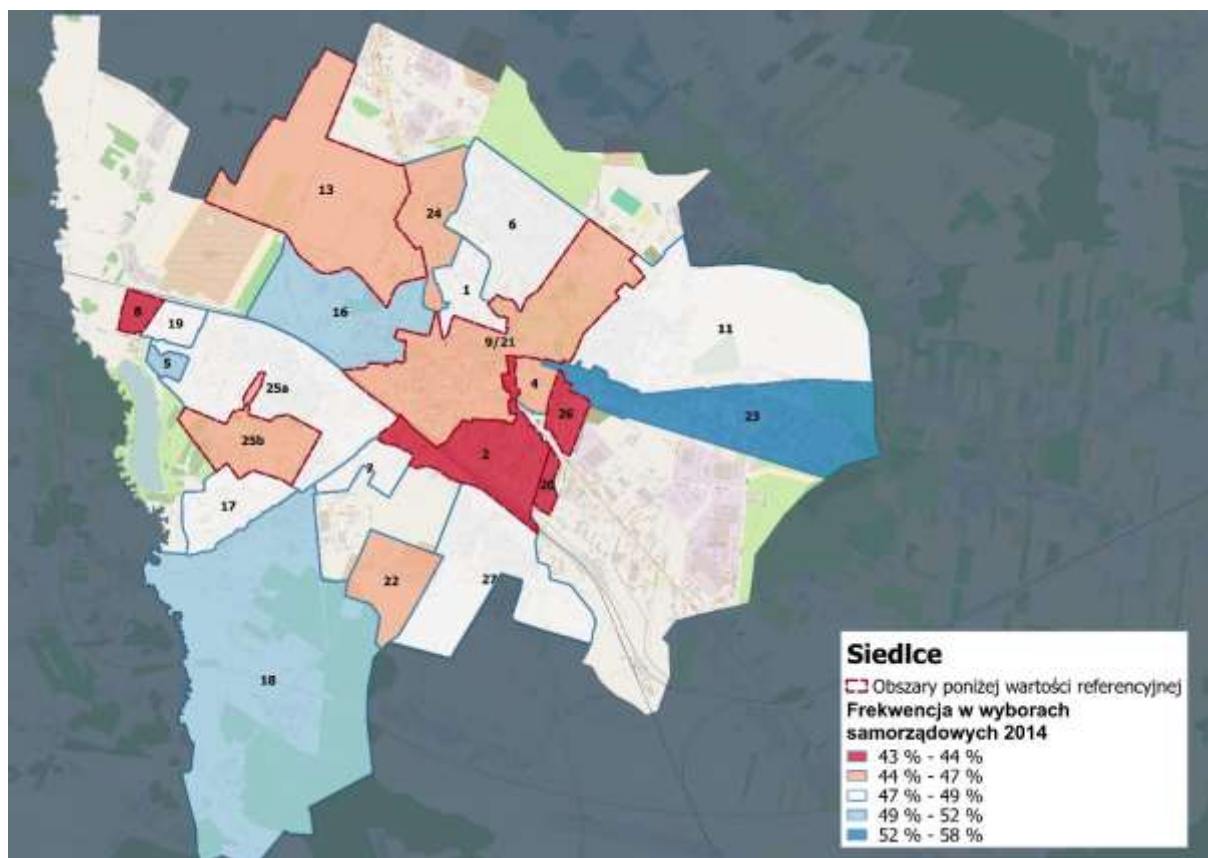 13
24
6
1
16
8
19
9/21
11
5
4
25a
26
23
25b
2
7
20
17
22
27
18
Siedlce
Obszary poniżej wartości referencyjnej
Frekwencja w wyborach
samorządowych 2014
43 % - 44 %
44 % - 47 %
47 % - 49 %
49 % - 52 %
52 % - 58 %